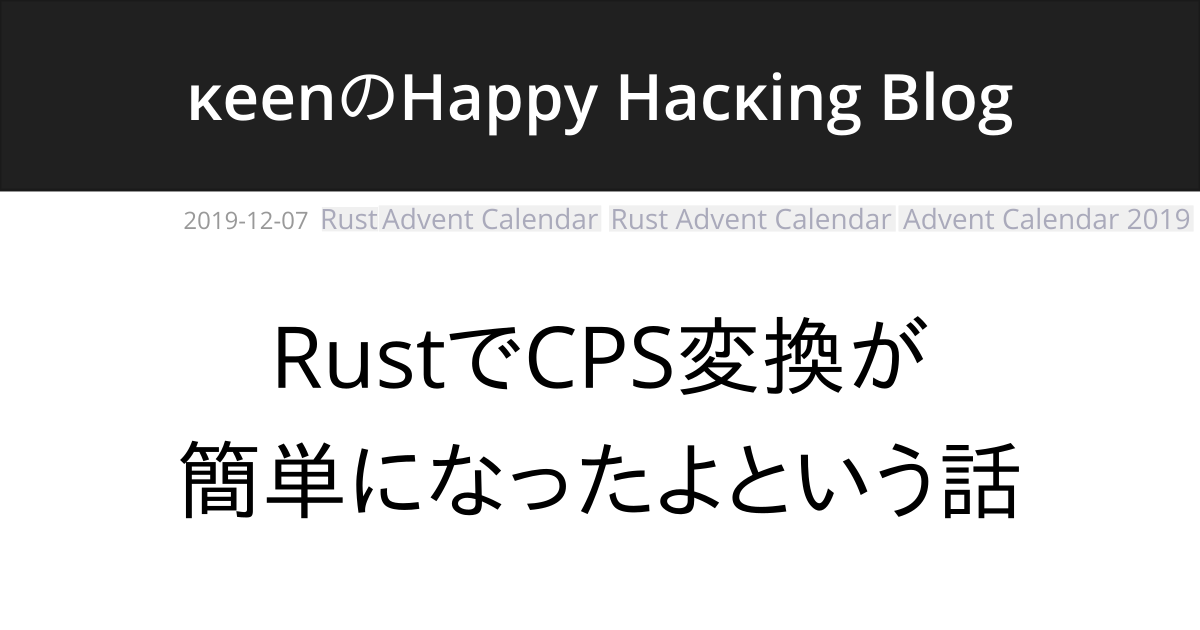 κeenのHappy Hacκing Blog
2019-12-07 Rust Advent Calendar Rust Advent Calendar Advent Calendar 2019
RustでCPS変換が
簡単になったよという話